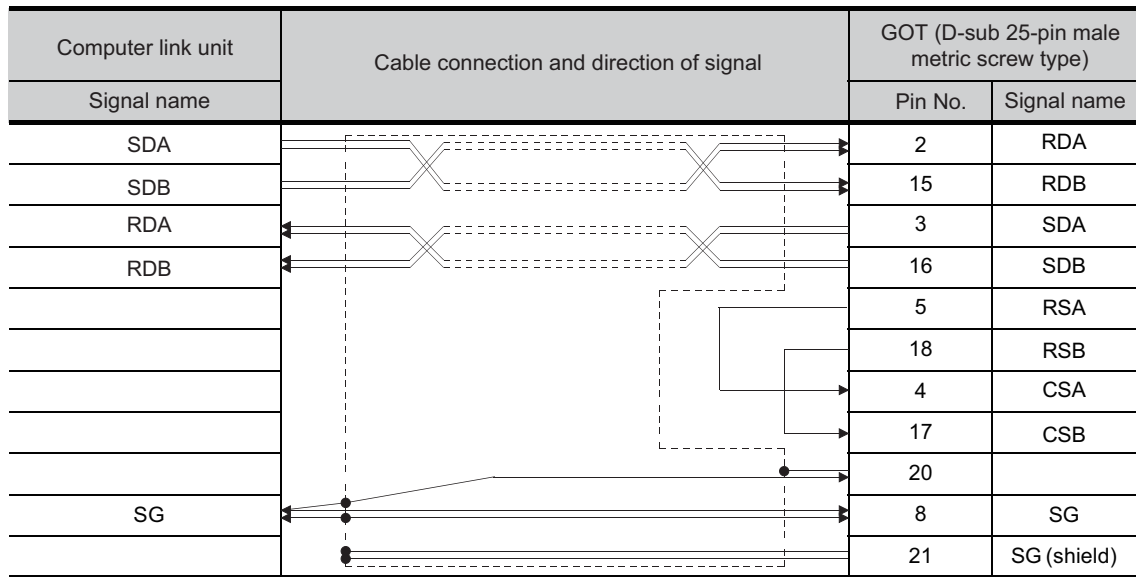 Computer link unit
Cable connection and direction of signal
GOT (D-sub 25-pin male
metric screw type)
Signal name
Pin No.
Signal name
SDA
2
RDA
SDB
15
RDB
RDA
3
SDA
RDB
16
SDB
5
RSA
18
RSB
4
CSA
17
CSB
20
SG
8
SG
21
SG (shield)